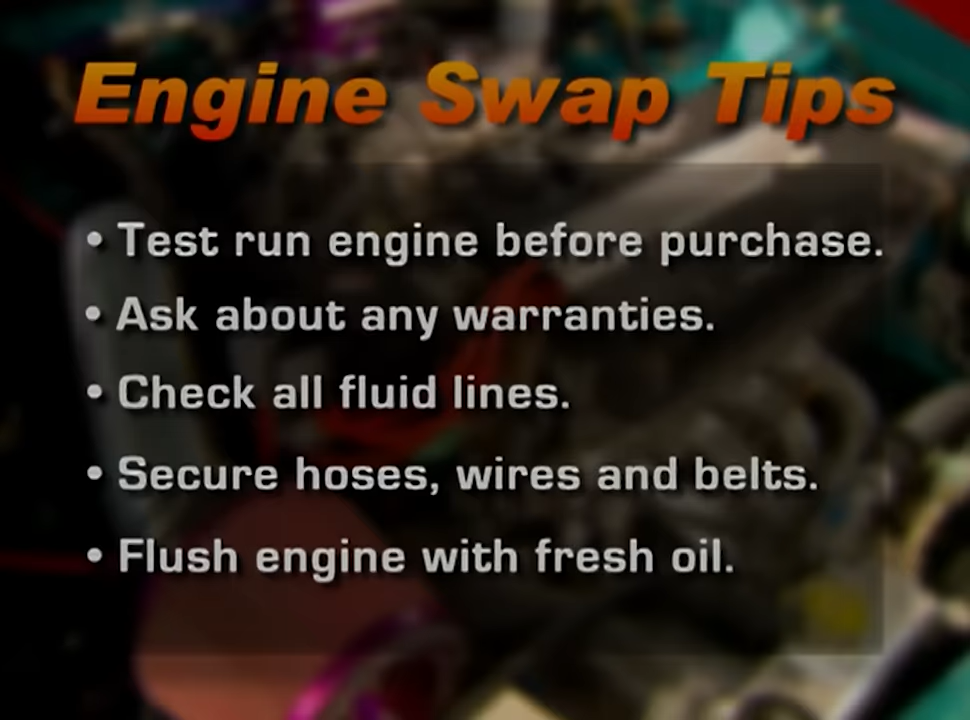 Engine Swap Tips
• Test run engine before purchase.
• Ask about any warranties.
• Check all fluid lines.
• Secure hoses, wires and belts.
• Flush engine with fresh oil.